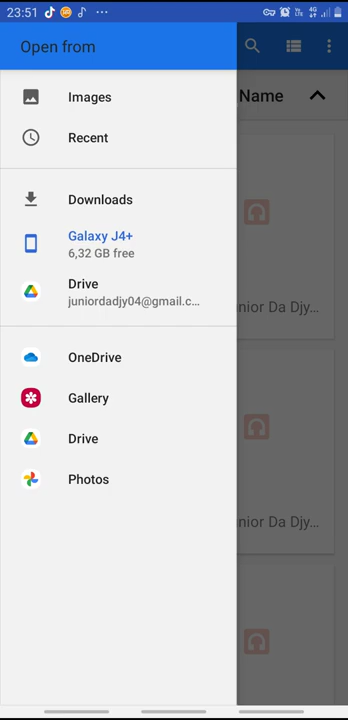 23:51
Open from
Name
Images
Recent
Downloads
Galaxy J4+
6,32 GB free
Drive
juniordadjy04@gmail.c...
nior Da Djy...
OneDrive
Gallery
Drive
Photos
nior Da Djy...